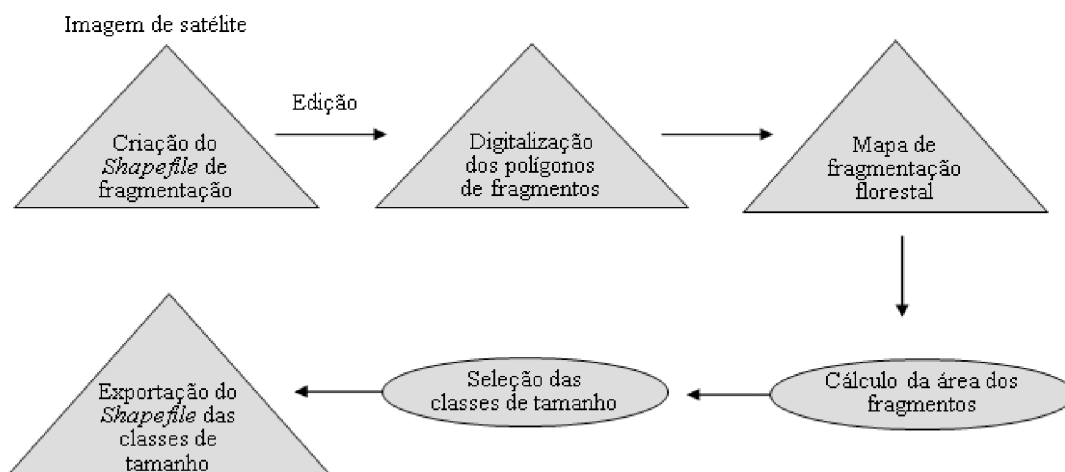 Imagem de satélite
Criação do
Shapefile de
fragmentação
Edição
Digitalização
dos polígonos
de fragmentos
Mapa de
fragmentação
florestal
Exportação do
Shapefile das
classes de
tamanho
Seleção das
classes de tamanho
Cálculo da área dos
fragmentos